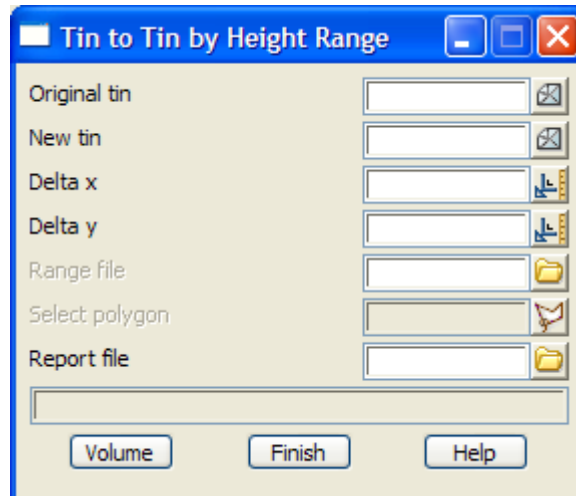 Tin to Tin by Height Range
Original tin
New tin
Delta x
Delta y
Range file
Select polygon
Report file
Volume Finish Help